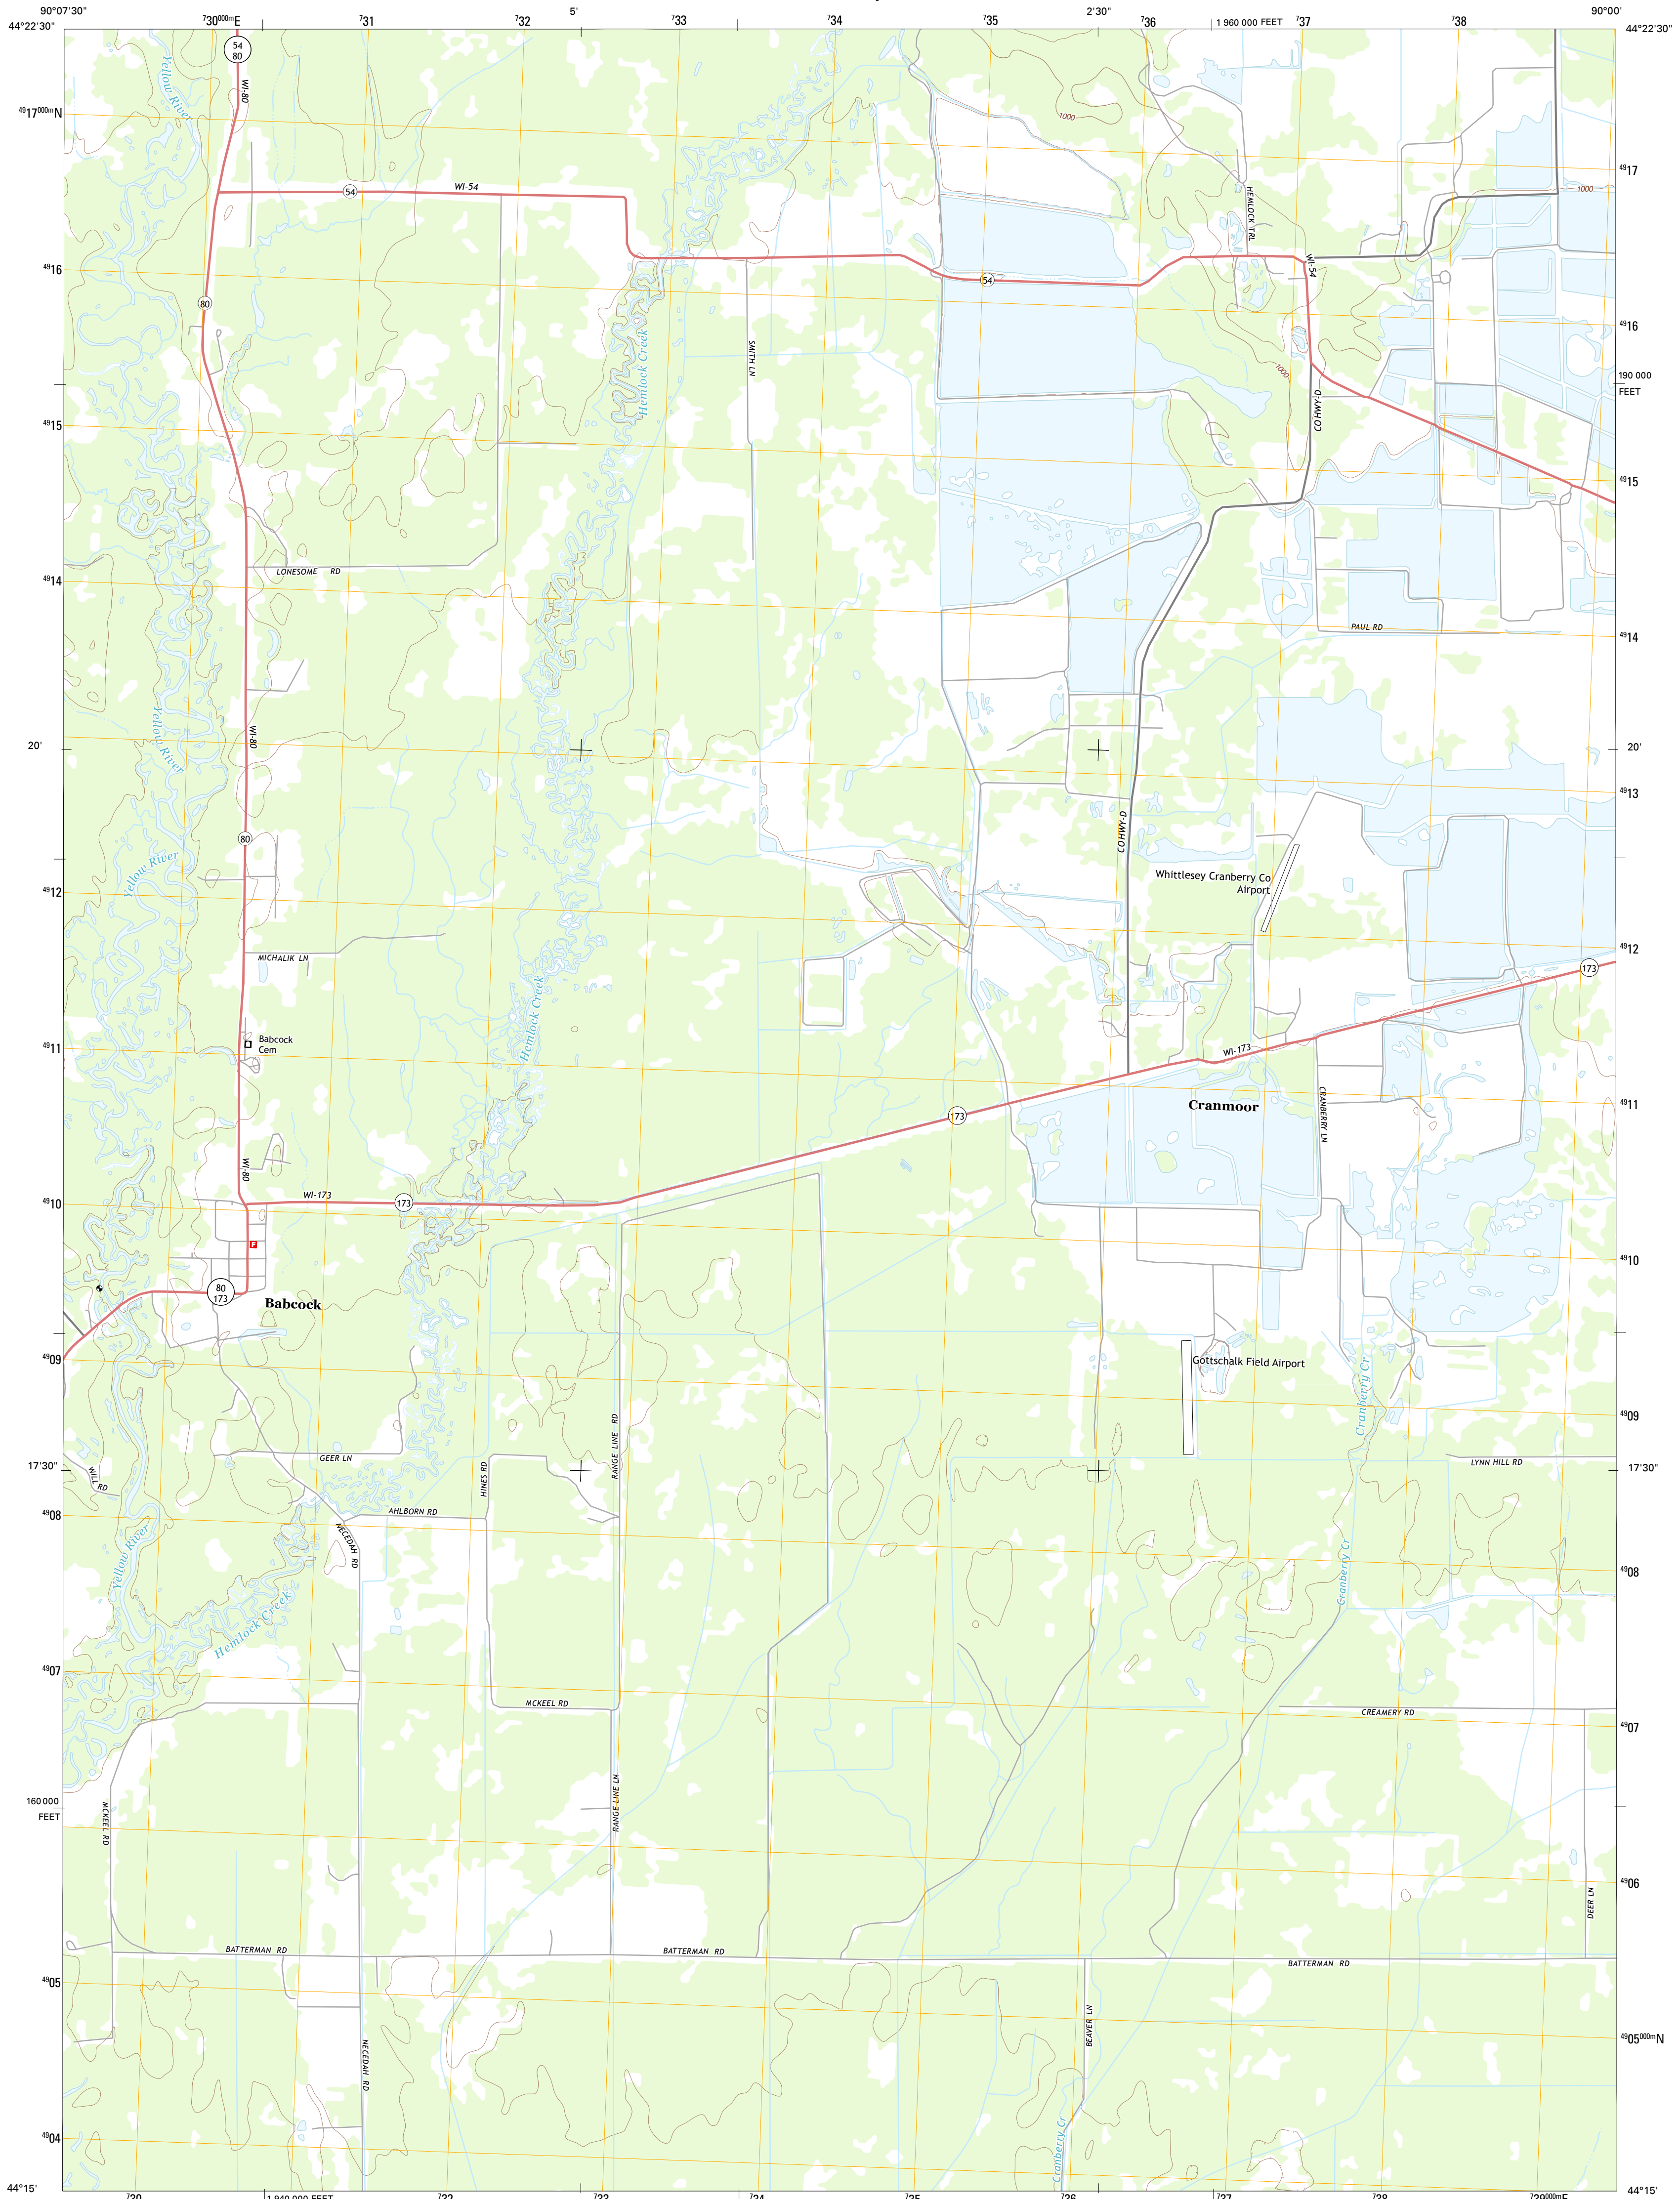 90°07'30"
⁷30⁰⁰⁰ᵐE
⁷31
⁷32
5'
⁷33
⁷34
⁷35
2'30"
⁷36
1 960 000 FEET
⁷37
⁷38
90°00'
44°22'30"
44°22'30"
54
80
WI-80
Yellow River
⁴⁹17⁰⁰⁰ᵐN
1000
⁴⁹17
54
WI-54
HEMLOCK TRL
1000
WI-54
⁴⁹16
54
80
⁴⁹16
Hemlock Creek
SMITH LN
1000
190 000
FEET
CO HWY-D
⁴⁹15
⁴⁹15
LONESOME RD
⁴⁹14
PAUL RD
⁴⁹14
Yellow River
WI-80
20'
20'
⁴⁹13
80
CO HWY-D
Yellow River
Whittlesey Cranberry Co
Airport
⁴⁹12
⁴⁹12
MICHALIK LN
173
Hemlock Creek
Babcock
Cem
⁴⁹11
WI-173
Cranmoor
CRANBERRY LN
⁴⁹11
173
WI-80
WI-173
173
⁴⁹10
F
⁴⁹10
80
173
Babcock
⁴⁹09
Gottschalk Field Airport
Cranberry Cr
⁴⁹09
RANGE LINE RD
GEER LN
WILL RD
HINES RD
LYNN HILL RD
17'30"
AHLBORN RD
⁴⁹08
NECEDAH RD
Yellow River
Cranberry Cr
⁴⁹08
Hemlock Creek
⁴⁹07
MCKEEL RD
CREAMERY RD
⁴⁹07
160 000
FEET
MCKEEL RD
RANGE LINE LN
⁴⁹06
DEER LN
BATTERMAN RD
BATTERMAN RD
BATTERMAN RD
⁴⁹05
BEAVER LN
⁴⁹05⁰⁰⁰ᵐN
NECEDAH RD
⁴⁹04
Cranberry Cr
44°15'
44°15'
1 940 000 FEET